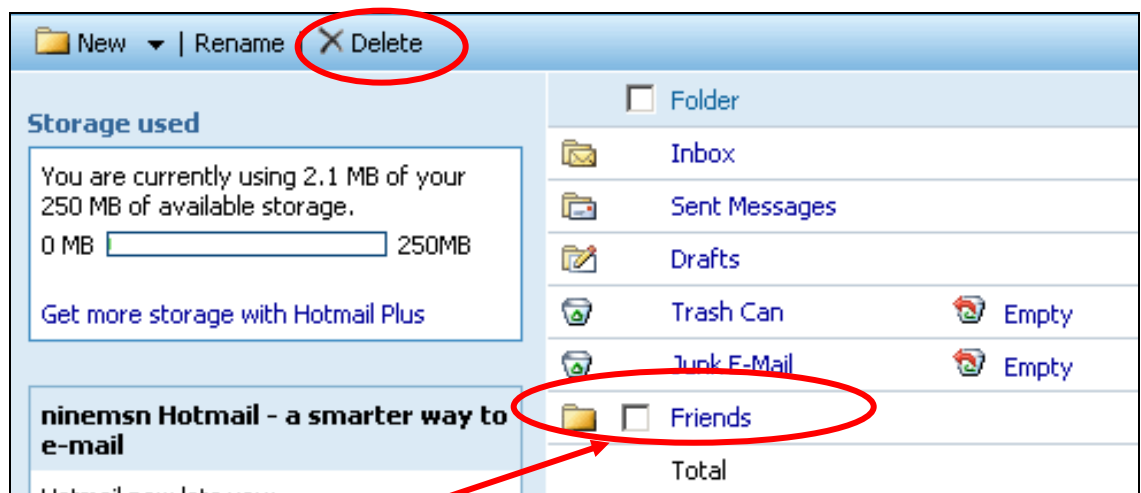 New | Rename | Delete
Storage used
You are currently using 2.1 MB of your
250 MB of available storage.
0 MB 250MB
Get more storage with Hotmail Plus
ninemsn Hotmail - a smarter way to
e-mail
Folder
Inbox
Sent Messages
Drafts
Trash Can Empty
Junk E-Mail Empty
Friends
Total